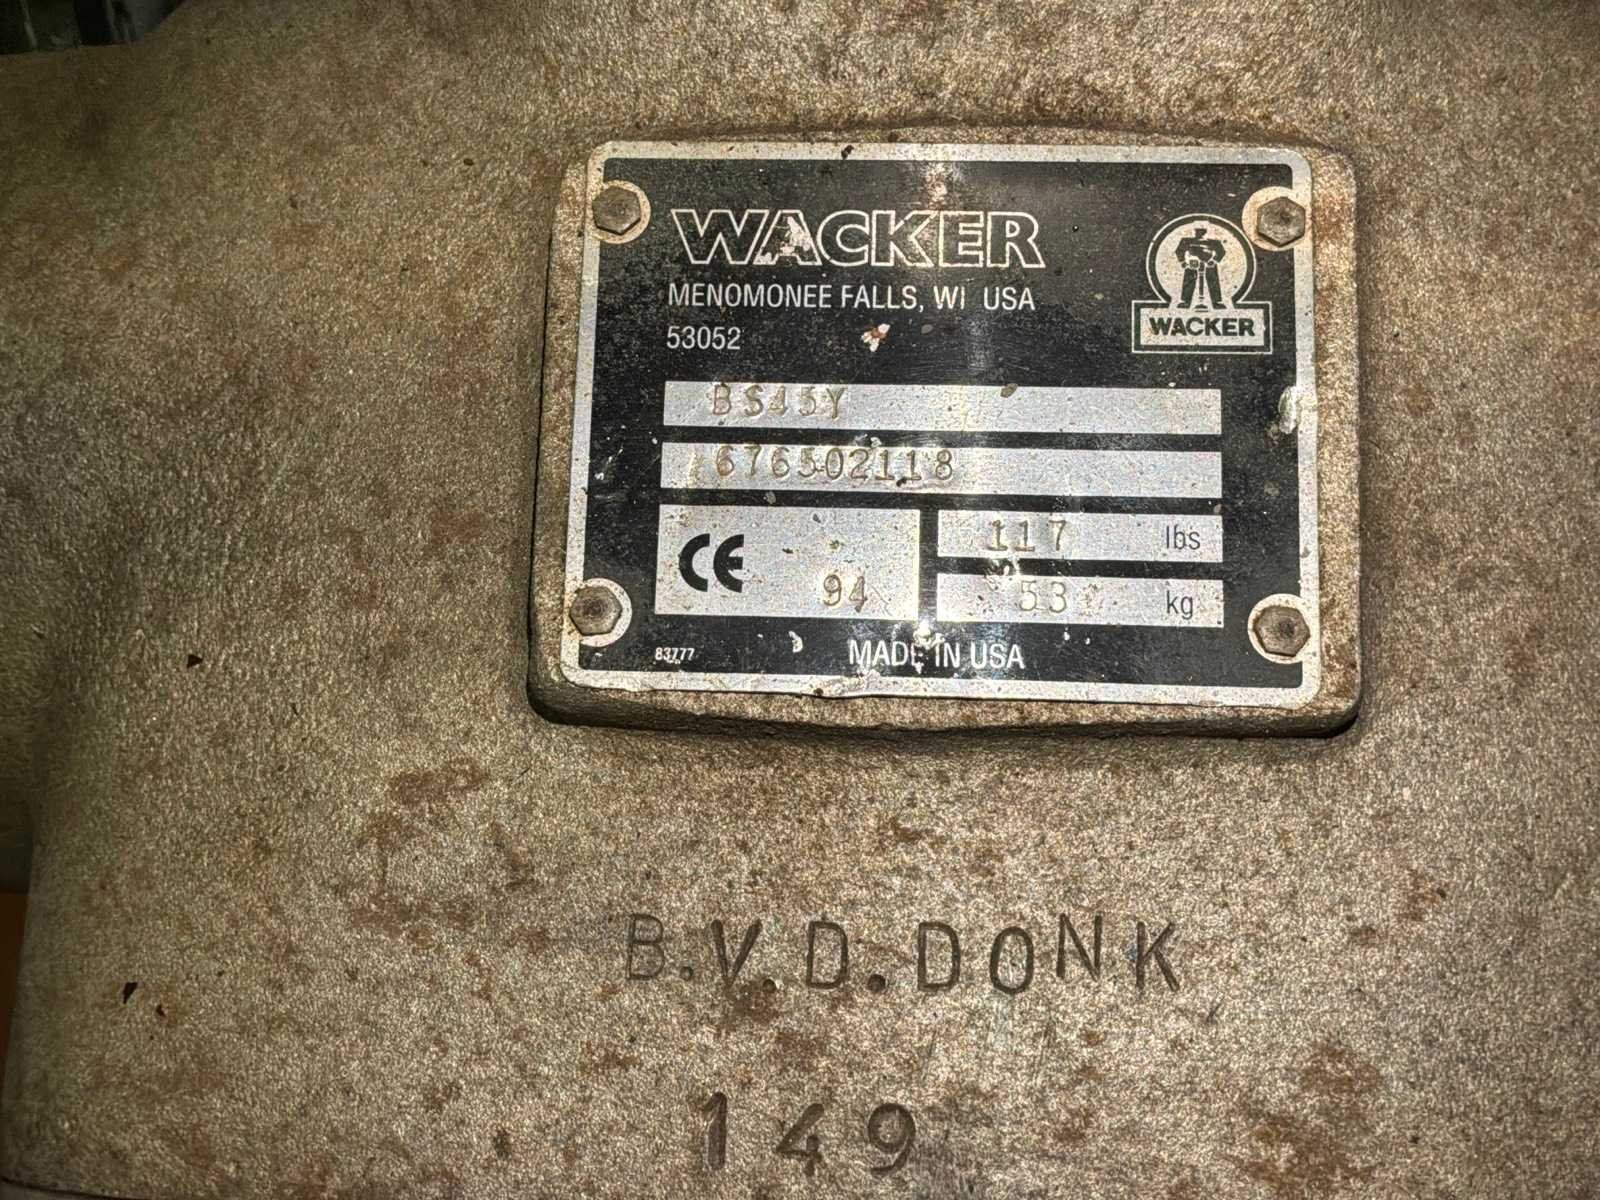 WACKER
MENOMONEE FALLS, WI USA
53052
WACKER
BS45Y
676502118
117 lbs
CE 94
53 kg
83777
MADE IN USA
B.V.D.DONK
149